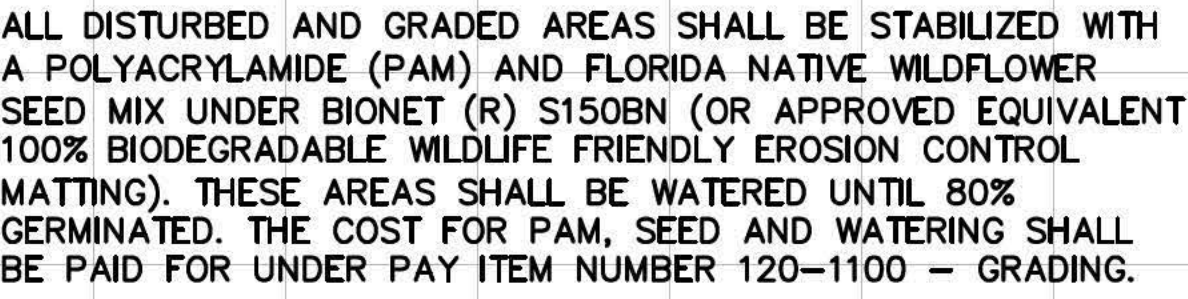 ALL DISTURBED AND GRADED AREAS SHALL BE STABILIZED WITH
A POLYACRYLAMIDE (PAM) AND FLORIDA NATIVE WILDFLOWER
SEED MIX UNDER BIONET (R) S150BN (OR APPROVED EQUIVALENT
100% BIODEGRADABLE WILDLIFE FRIENDLY EROSION CONTROL
MATTING). THESE AREAS SHALL BE WATERED UNTIL 80%
GERMINATED. THE COST FOR PAM, SEED AND WATERING SHALL
BE PAID FOR UNDER PAY ITEM NUMBER 120–1100 – GRADING.